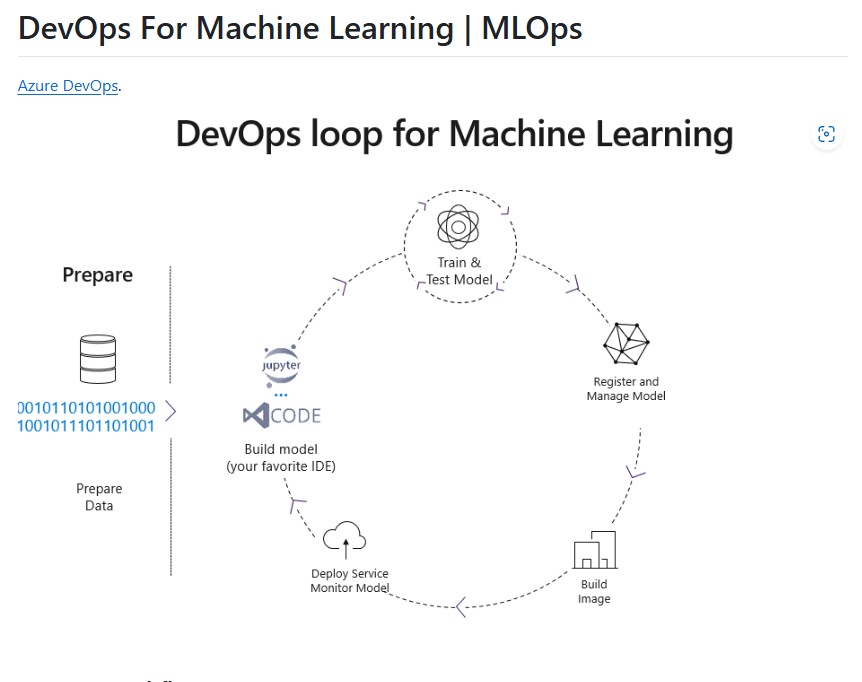 DevOps For Machine Learning | MLOps
Azure DevOps.
DevOps loop for Machine Learning
Prepare
0010110101001000
1001011101101001
Prepare
Data
Train &
Test Model
Register and
Manage Model
Build
Image
Deploy Service
Monitor Model
jupyter
CODE
Build model
(your favorite IDE)